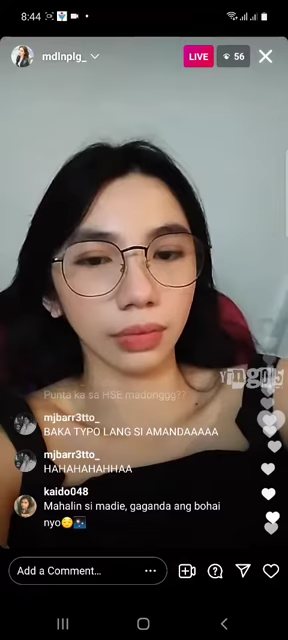 8:44
mdlnplg_
LIVE
56
Punta ka sa HSE madonggg??
mjbarr3tto_
BAKA TYPO LANG SI AMANDAAAAA
mjbarr3tto_
HAHAHAHAHHAA
kaido048
Mahalin si madie, gaganda ang bohai
nyo
Add a Comment...